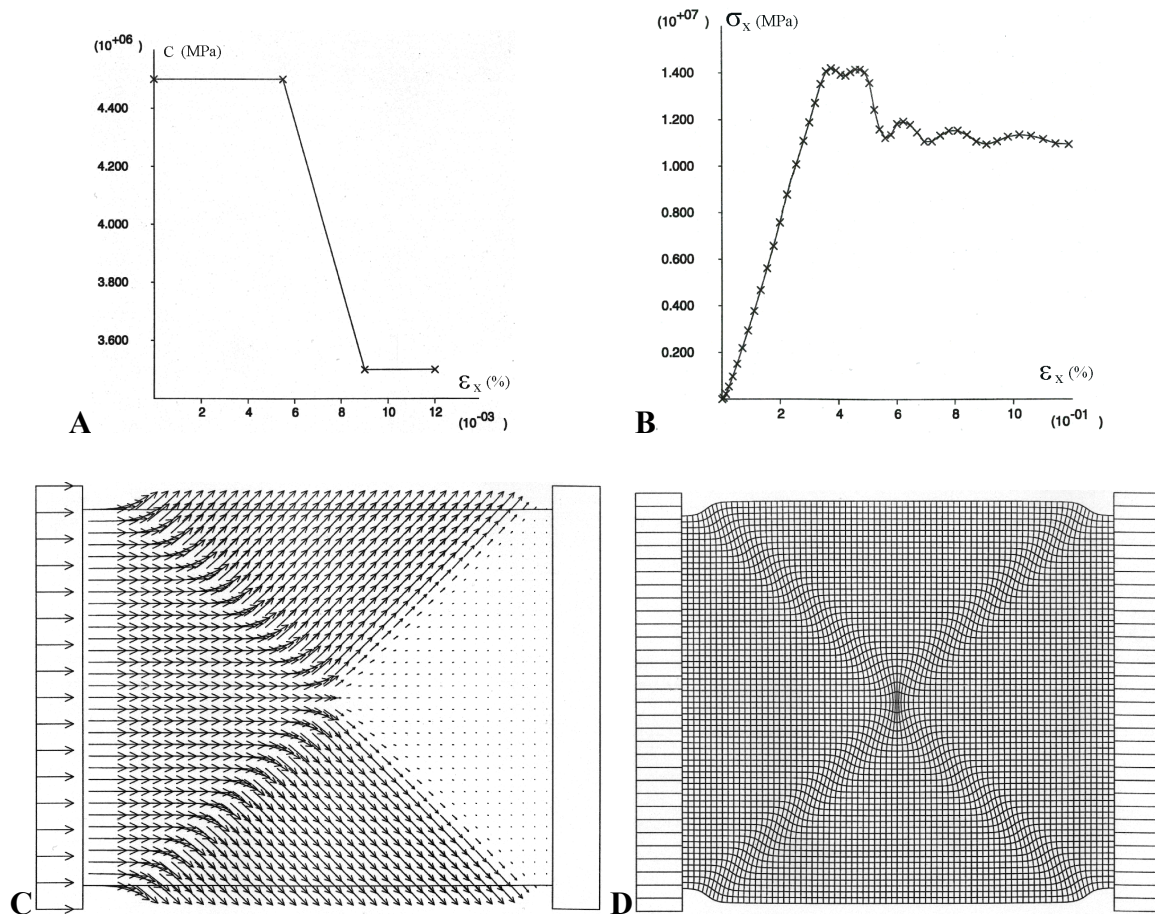 (10⁺⁰⁶ )
C (MPa)
4.400
4.200
4.000
3.800
3.600
2 4 6 8 10 12
εx (%)
(10⁻⁰³ )
A
(10⁺⁰⁷ )
σx (MPa)
1.400
1.200
1.000
0.800
0.600
0.400
0.200
2 4 6 8 10
εx (%)
(10⁻⁰¹ )
B
C
D